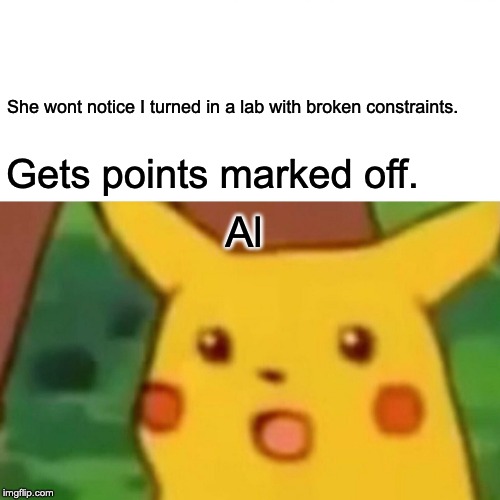 She wont notice I turned in a lab with broken constraints.
Gets points marked off.
Al
imgflip.com